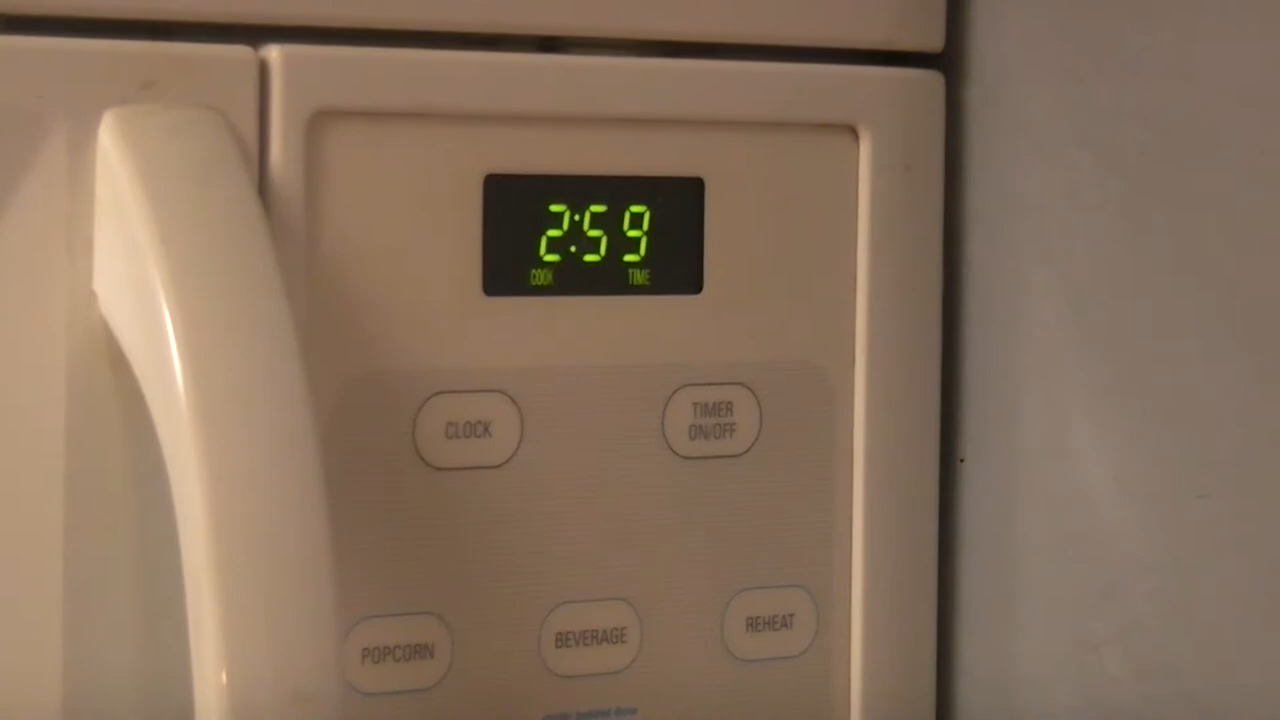 2:59
COOK TIME
CLOCK
TIMER
ON/OFF
POPCORN
BEVERAGE
REHEAT